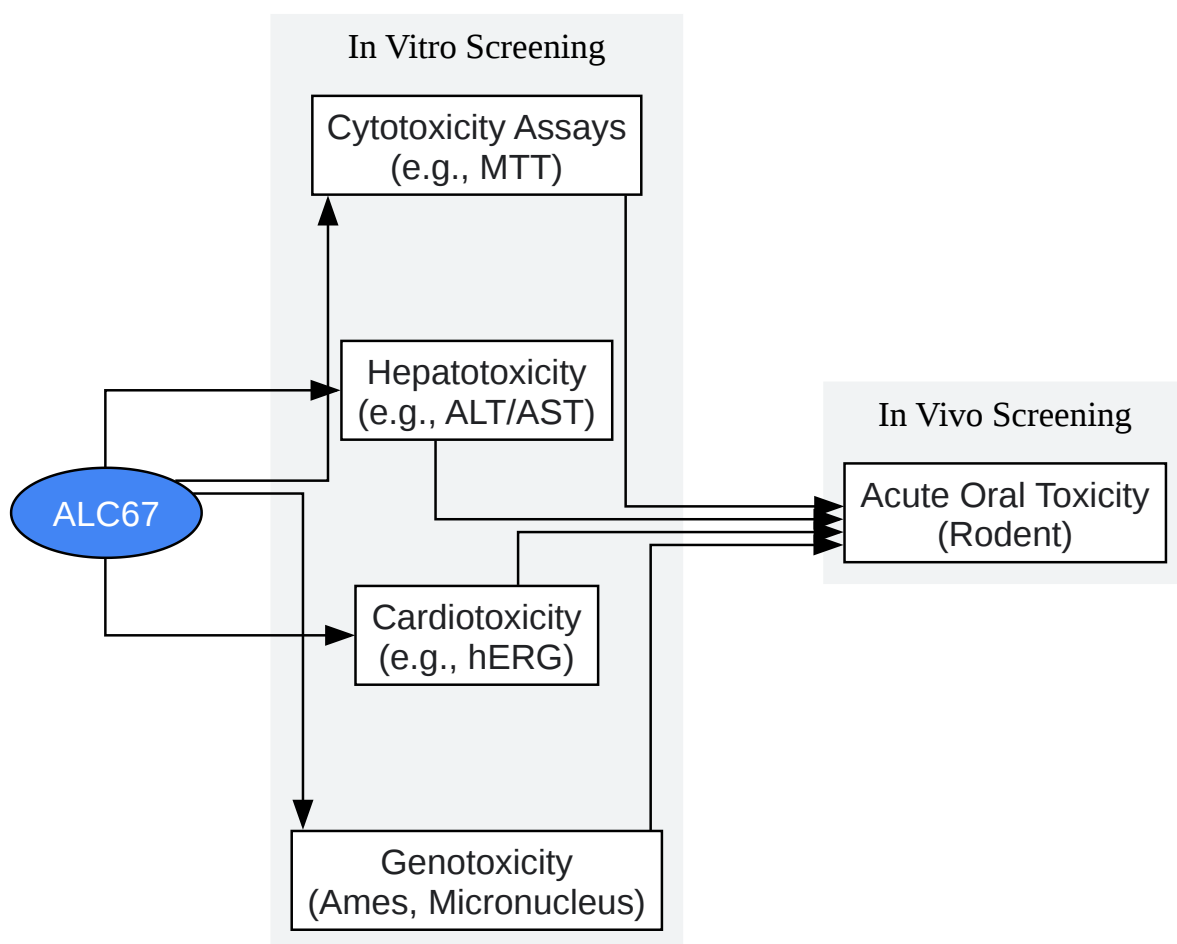 In Vitro Screening
Cytotoxicity Assays
(e.g., MTT)
Hepatotoxicity
(e.g., ALT/AST)
In Vivo Screening
Acute Oral Toxicity
(Rodent)
ALC67
Cardiotoxicity
(e.g., hERG)
Genotoxicity
(Ames, Micronucleus)